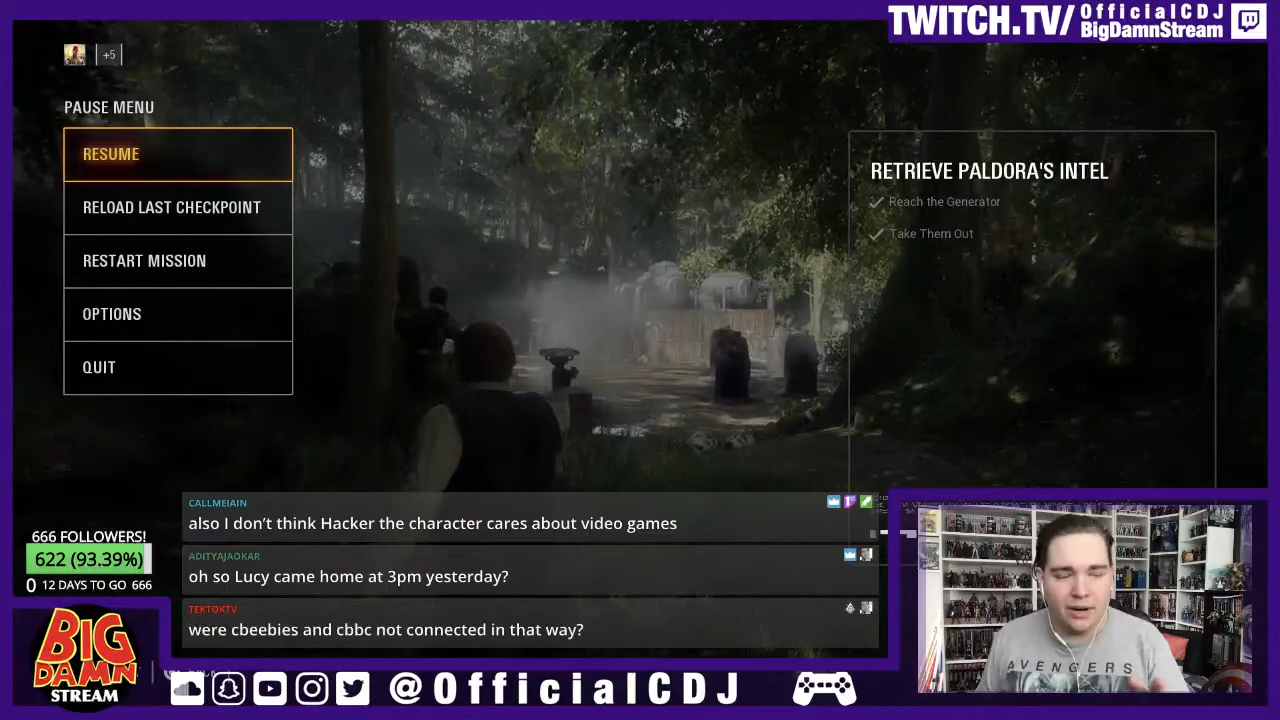 TWITCH.TV/ OfficialCDJ
BigDamnStream
+5
PAUSE MENU
RESUME
RELOAD LAST CHECKPOINT
RESTART MISSION
OPTIONS
QUIT
RETRIEVE PALDORA'S INTEL
Reach the Generator
Take Them Out
CALLMEIAIN
also I don't think Hacker the character cares about video games
ADITYAJAOKAR
oh so Lucy came home at 3pm yesterday?
TEKTOKTV
were cbeebies and cbbc not connected in that way?
666 FOLLOWERS!
622 (93.39%)
0 12 DAYS TO GO 666
BIG
DAMN
STREAM
@OfficialCDJ
AVENGERS